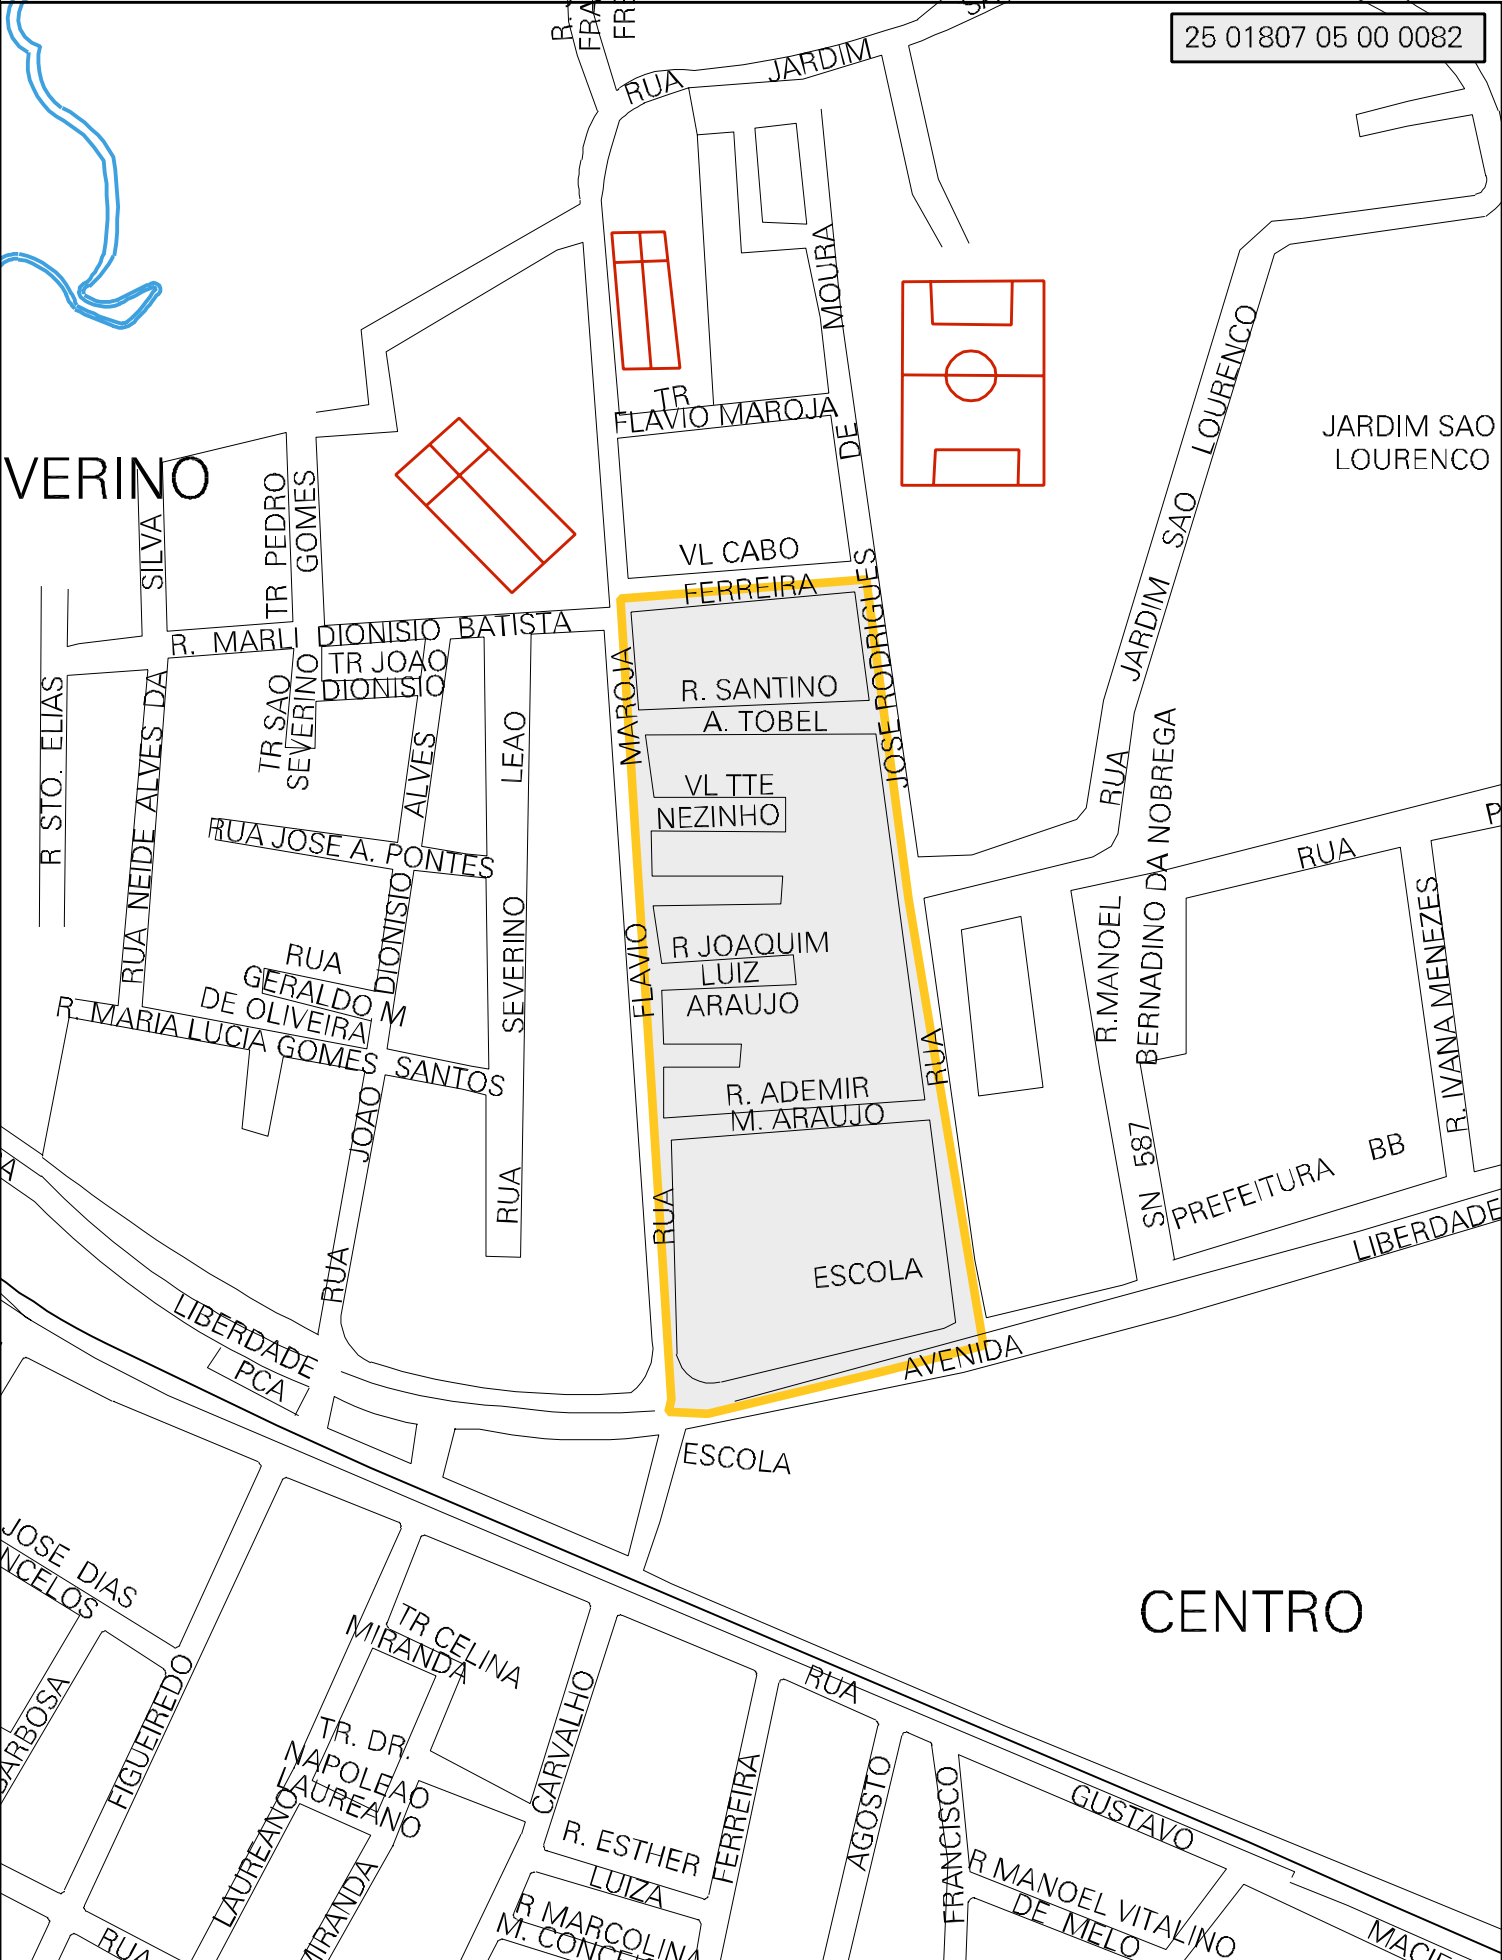 25 01807 05 00 0082
R.
RUA
JARDIM
MOURA
TR
FLAVIO MAROJA
DE
JARDIM SAO
LOURENCO
VERINO
SILVA
TR PEDRO
GOMES
VL CABO
FERREIRA
JARDIM SAO LOURENCO
RUA
R. MARLI DIONISIO BATISTA
TR JOAO
DIONISIO
TR SAO
SEVERINO
R STO. ELIAS
RUA NEIDE ALVES DA
ALVES
LEAO
MAROJA
R. SANTINO
A. TOBEL
JOSE RODRIGUES
VL TTE
NEZINHO
RUA JOSE A. PONTES
DIONISIO
SEVERINO
FLAVIO
R JOAQUIM
LUIZ
ARAUJO
RUA
R.MANOEL
BERNADINO DA NOBREGA
RUA
R. IVANA MENEZES
RUA
GERALDO M
DE OLIVEIRA
R. MARIA LUCIA GOMES SANTOS
R. ADEMIR
M. ARAUJO
JOAO
RUA
RUA
RUA
SN 587
PREFEITURA
BB
LIBERDADE
ESCOLA
LIBERDADE
PCA
AVENIDA
ESCOLA
JOSE DIAS
CENTRO
TR CELINA
MIRANDA
BARBOSA
FIGUEIREDO
TR. DR.
NAPOLEAO
LAUREANO
CARVALHO
RUA
LAUREANO
MIRANDA
R. ESTHER
LUIZA
FERREIRA
AGOSTO
FRANCISCO
GUSTAVO
R MANOEL VITALINO
DE MELO
R MARCOLINA
RUA